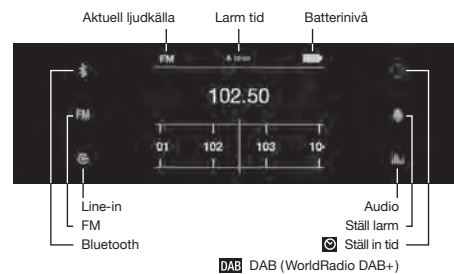 Aktuell ljudkälla Larm tid Batterinivå
FM
102.50
FM
01 102 103 10
Line-in Audio
FM Ställ larm
Bluetooth Ställ in tid
DAB DAB (WorldRadio DAB+)